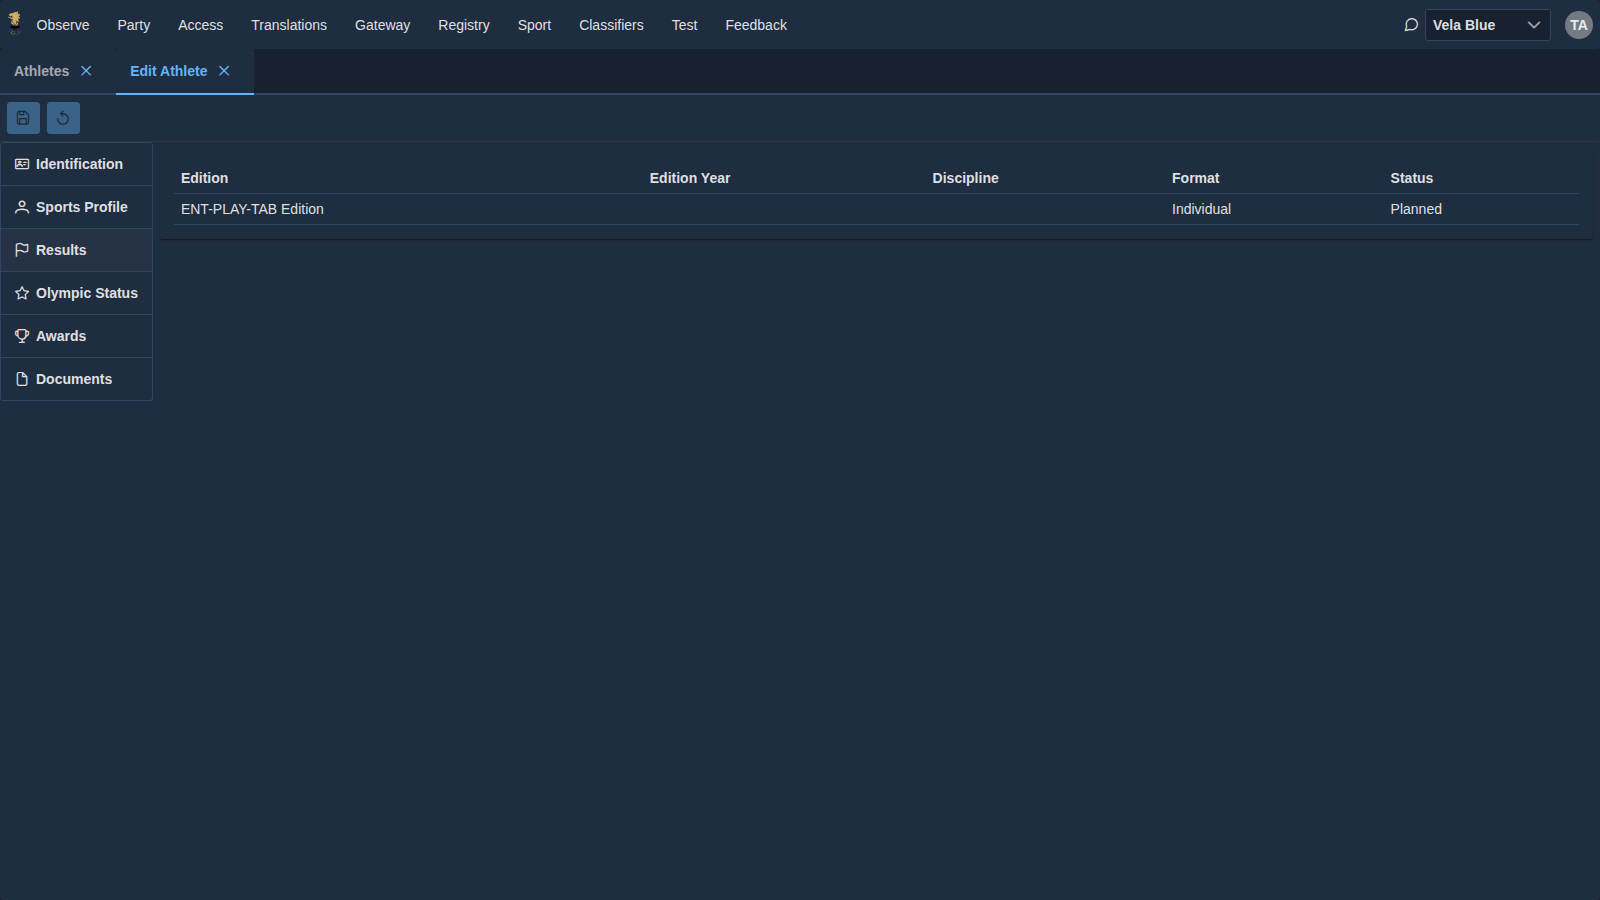 Observe Party Access Translations Gateway Registry Sport Classifiers Test Feedback Vela Blue TA
Athletes Edit Athlete
Identification
Sports Profile
Results
Olympic Status
Awards
Documents
Edition Edition Year Discipline Format Status
ENT-PLAY-TAB Edition Individual Planned